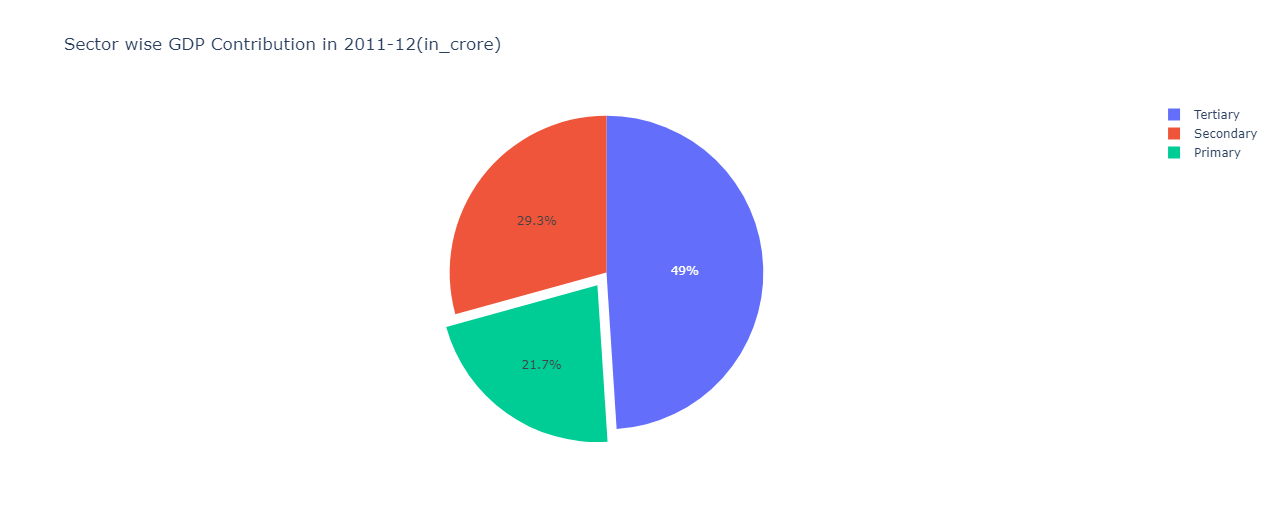 Sector wise GDP Contribution in 2011-12(in_crore)
Tertiary
Secondary
Primary
29.3%
49%
21.7%